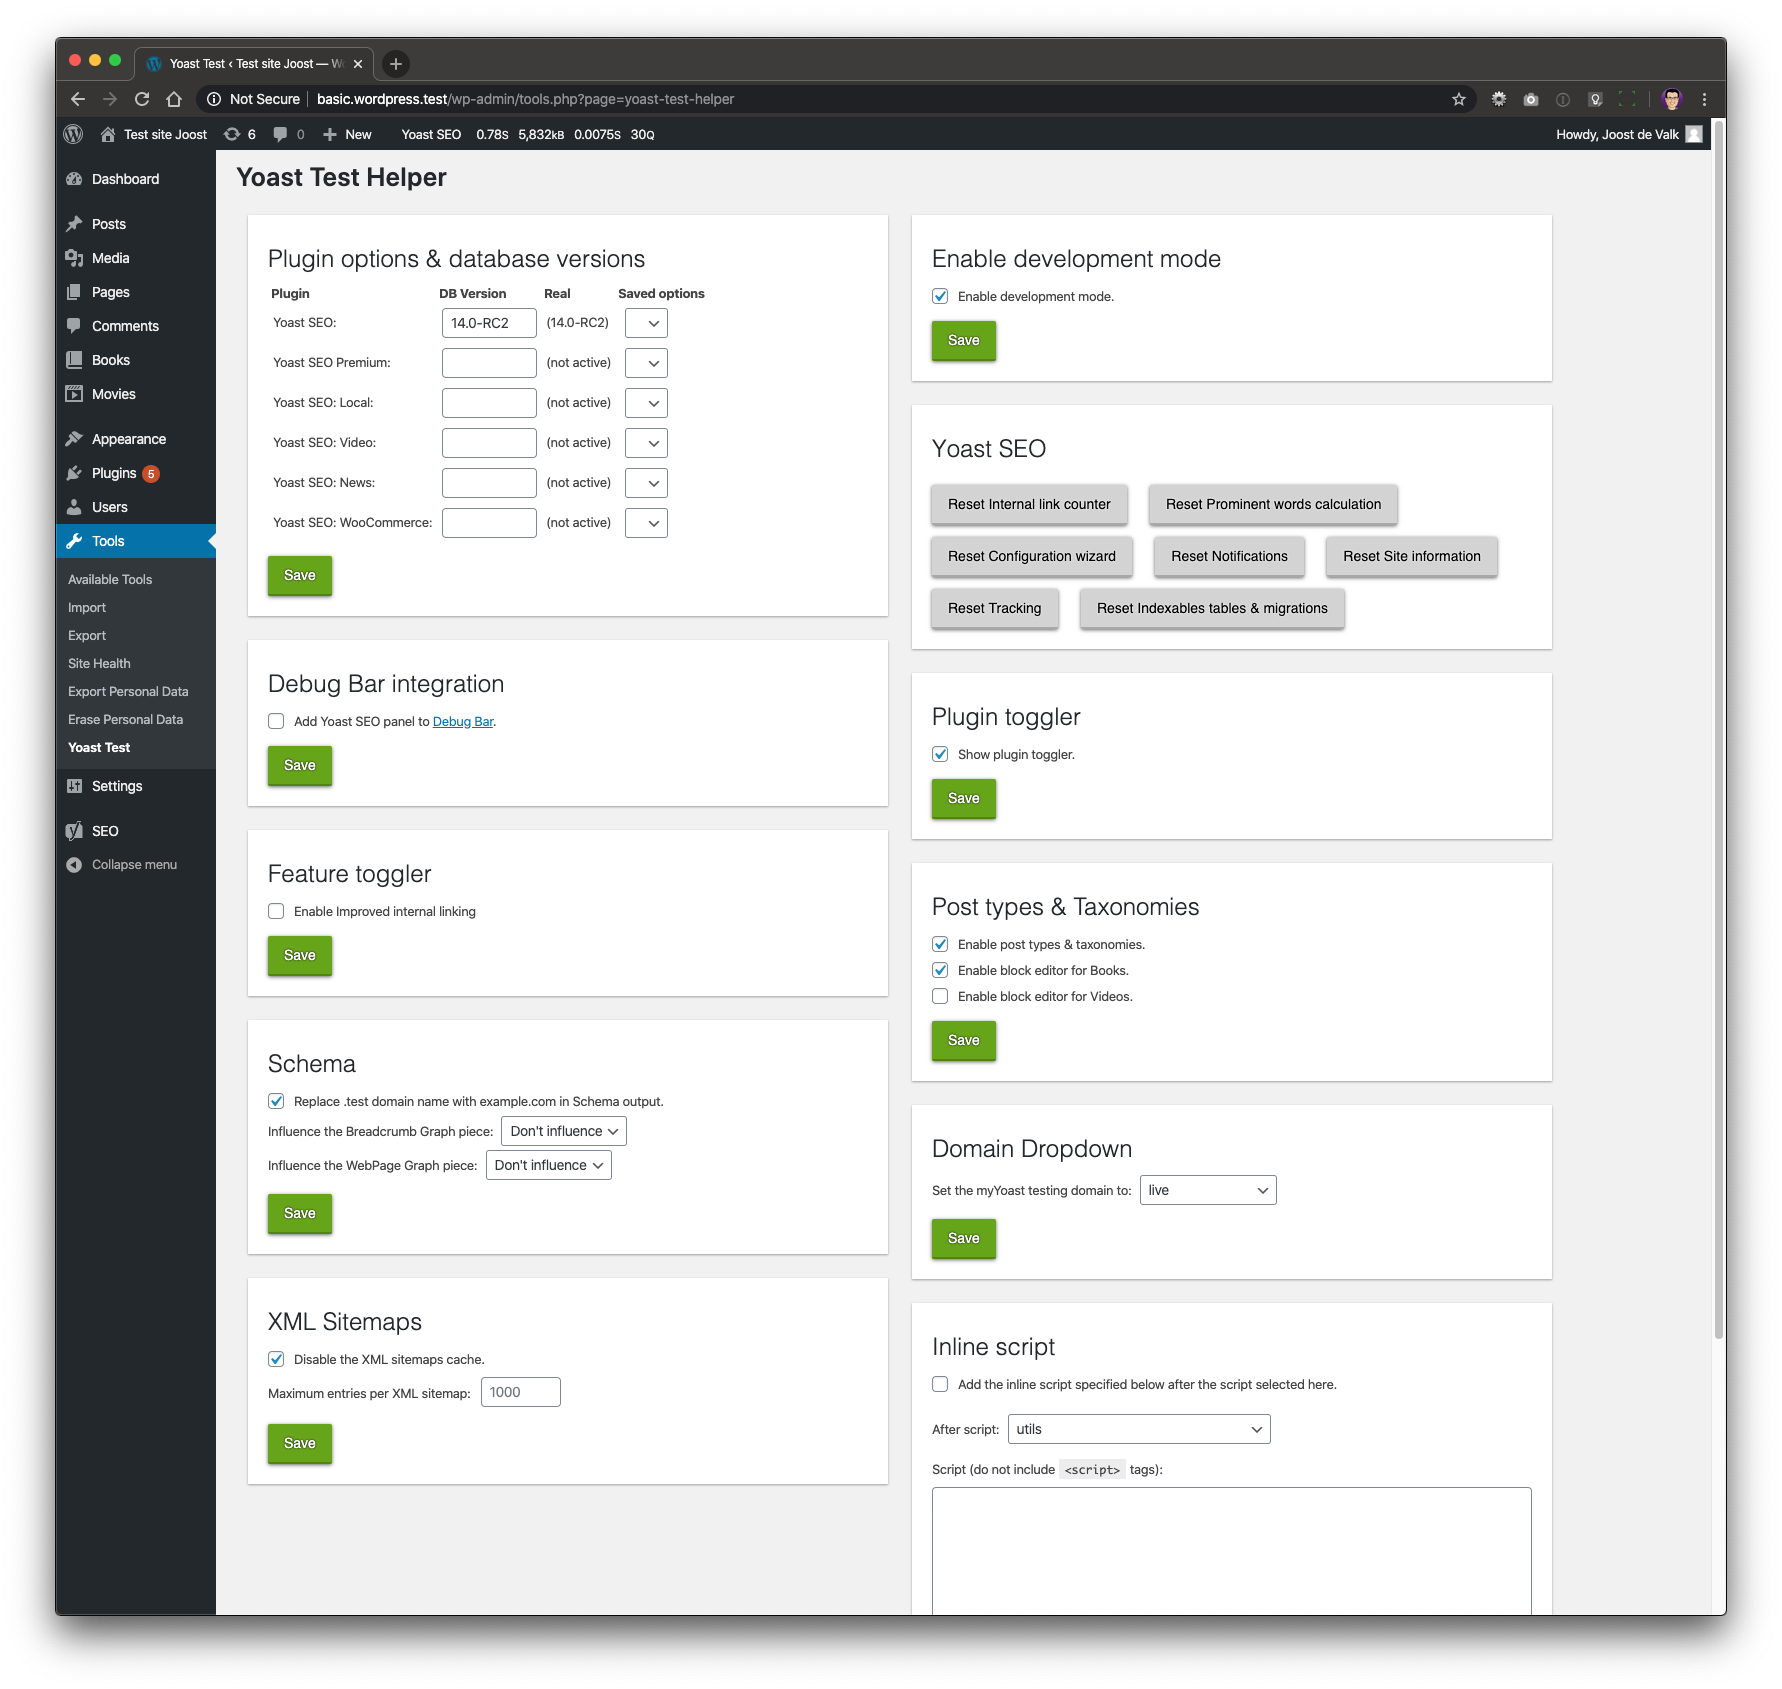 Yoast Test ‹ Test site Joost — W
Not Secure
basic.wordpress.test/wp-admin/tools.php?page=yoast-test-helper
Test site Joost
6
0
New
Yoast SEO
0.78S
5,832KB
0.0075S
30Q
Howdy, Joost de Valk
Dashboard
Posts
Media
Pages
Comments
Books
Movies
Appearance
Plugins 5
Users
Tools
Available Tools
Import
Export
Site Health
Export Personal Data
Erase Personal Data
Yoast Test
Settings
SEO
Collapse menu
Yoast Test Helper
Plugin options & database versions
Plugin DB Version Real Saved options
Yoast SEO: 14.0-RC2 (14.0-RC2)
Yoast SEO Premium: (not active)
Yoast SEO: Local: (not active)
Yoast SEO: Video: (not active)
Yoast SEO: News: (not active)
Yoast SEO: WooCommerce: (not active)
Save
Debug Bar integration
Add Yoast SEO panel to Debug Bar.
Save
Feature toggler
Enable Improved internal linking
Save
Schema
Replace .test domain name with example.com in Schema output.
Influence the Breadcrumb Graph piece: Don't influence
Influence the WebPage Graph piece: Don't influence
Save
XML Sitemaps
Disable the XML sitemaps cache.
Maximum entries per XML sitemap: 1000
Save
Enable development mode
Enable development mode.
Save
Yoast SEO
Reset Internal link counter Reset Prominent words calculation
Reset Configuration wizard Reset Notifications Reset Site information
Reset Tracking Reset Indexables tables & migrations
Plugin toggler
Show plugin toggler.
Save
Post types & Taxonomies
Enable post types & taxonomies.
Enable block editor for Books.
Enable block editor for Videos.
Save
Domain Dropdown
Set the myYoast testing domain to: live
Save
Inline script
Add the inline script specified below after the script selected here.
After script: utils
Script (do not include <script> tags):